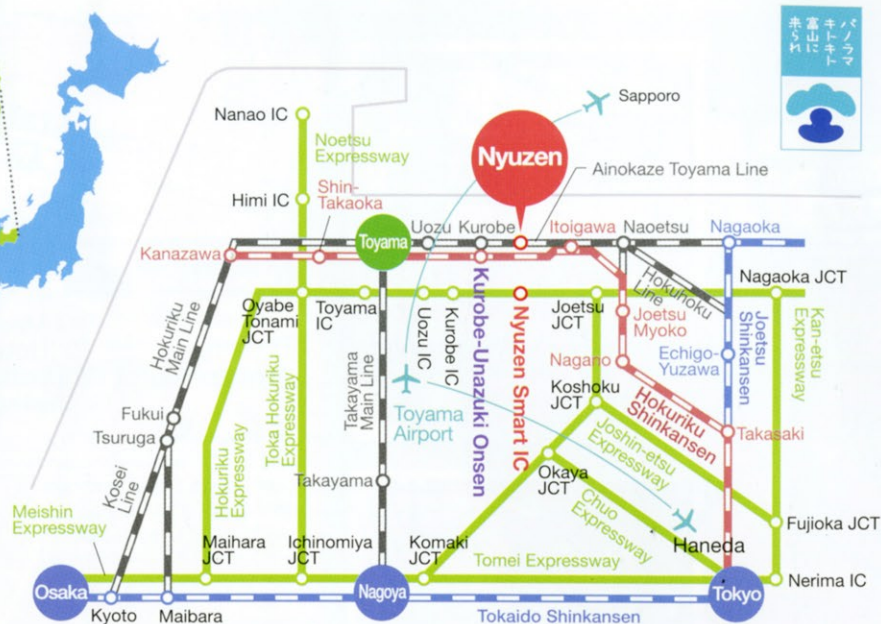 パノラマ
キトキト
富山に
来られ
Sapporo
Nanao IC
Noetsu
Expressway
Nyuzen
Ainokaze Toyama Line
Himi IC
Shin-
Takaoka
Toyama
Uozu
Kurobe
Itoigawa
Naoetsu
Nagaoka
Kanazawa
Hokuriku
Main Line
Oyabe
Tonami
JCT
Toyama
IC
Uozu IC
Kurobe IC
Kurobe-Unazuki Onsen
Nyuzen Smart IC
Joetsu
JCT
Hokuhoku
Line
Joetsu
Myoko
Nagaoka JCT
Joetsu
Shinkansen
Kan-etsu
Expressway
Echigo-
Yuzawa
Nagano
Hokuriku
Shinkansen
Koshoku
JCT
Takasaki
Joshin-etsu
Expressway
Takayama
Main Line
Toyama
Airport
Toka Hokuriku
Expressway
Fukui
Tsuruga
Kosei
Line
Hokuriku
Expressway
Takayama
Okaya
JCT
Chuo
Expressway
Haneda
Fujioka JCT
Meishin
Expressway
Maihara
JCT
Ichinomiya
JCT
Komaki
JCT
Tomei Expressway
Nerima IC
Osaka
Nagoya
Tokyo
Kyoto
Maibara
Tokaido Shinkansen